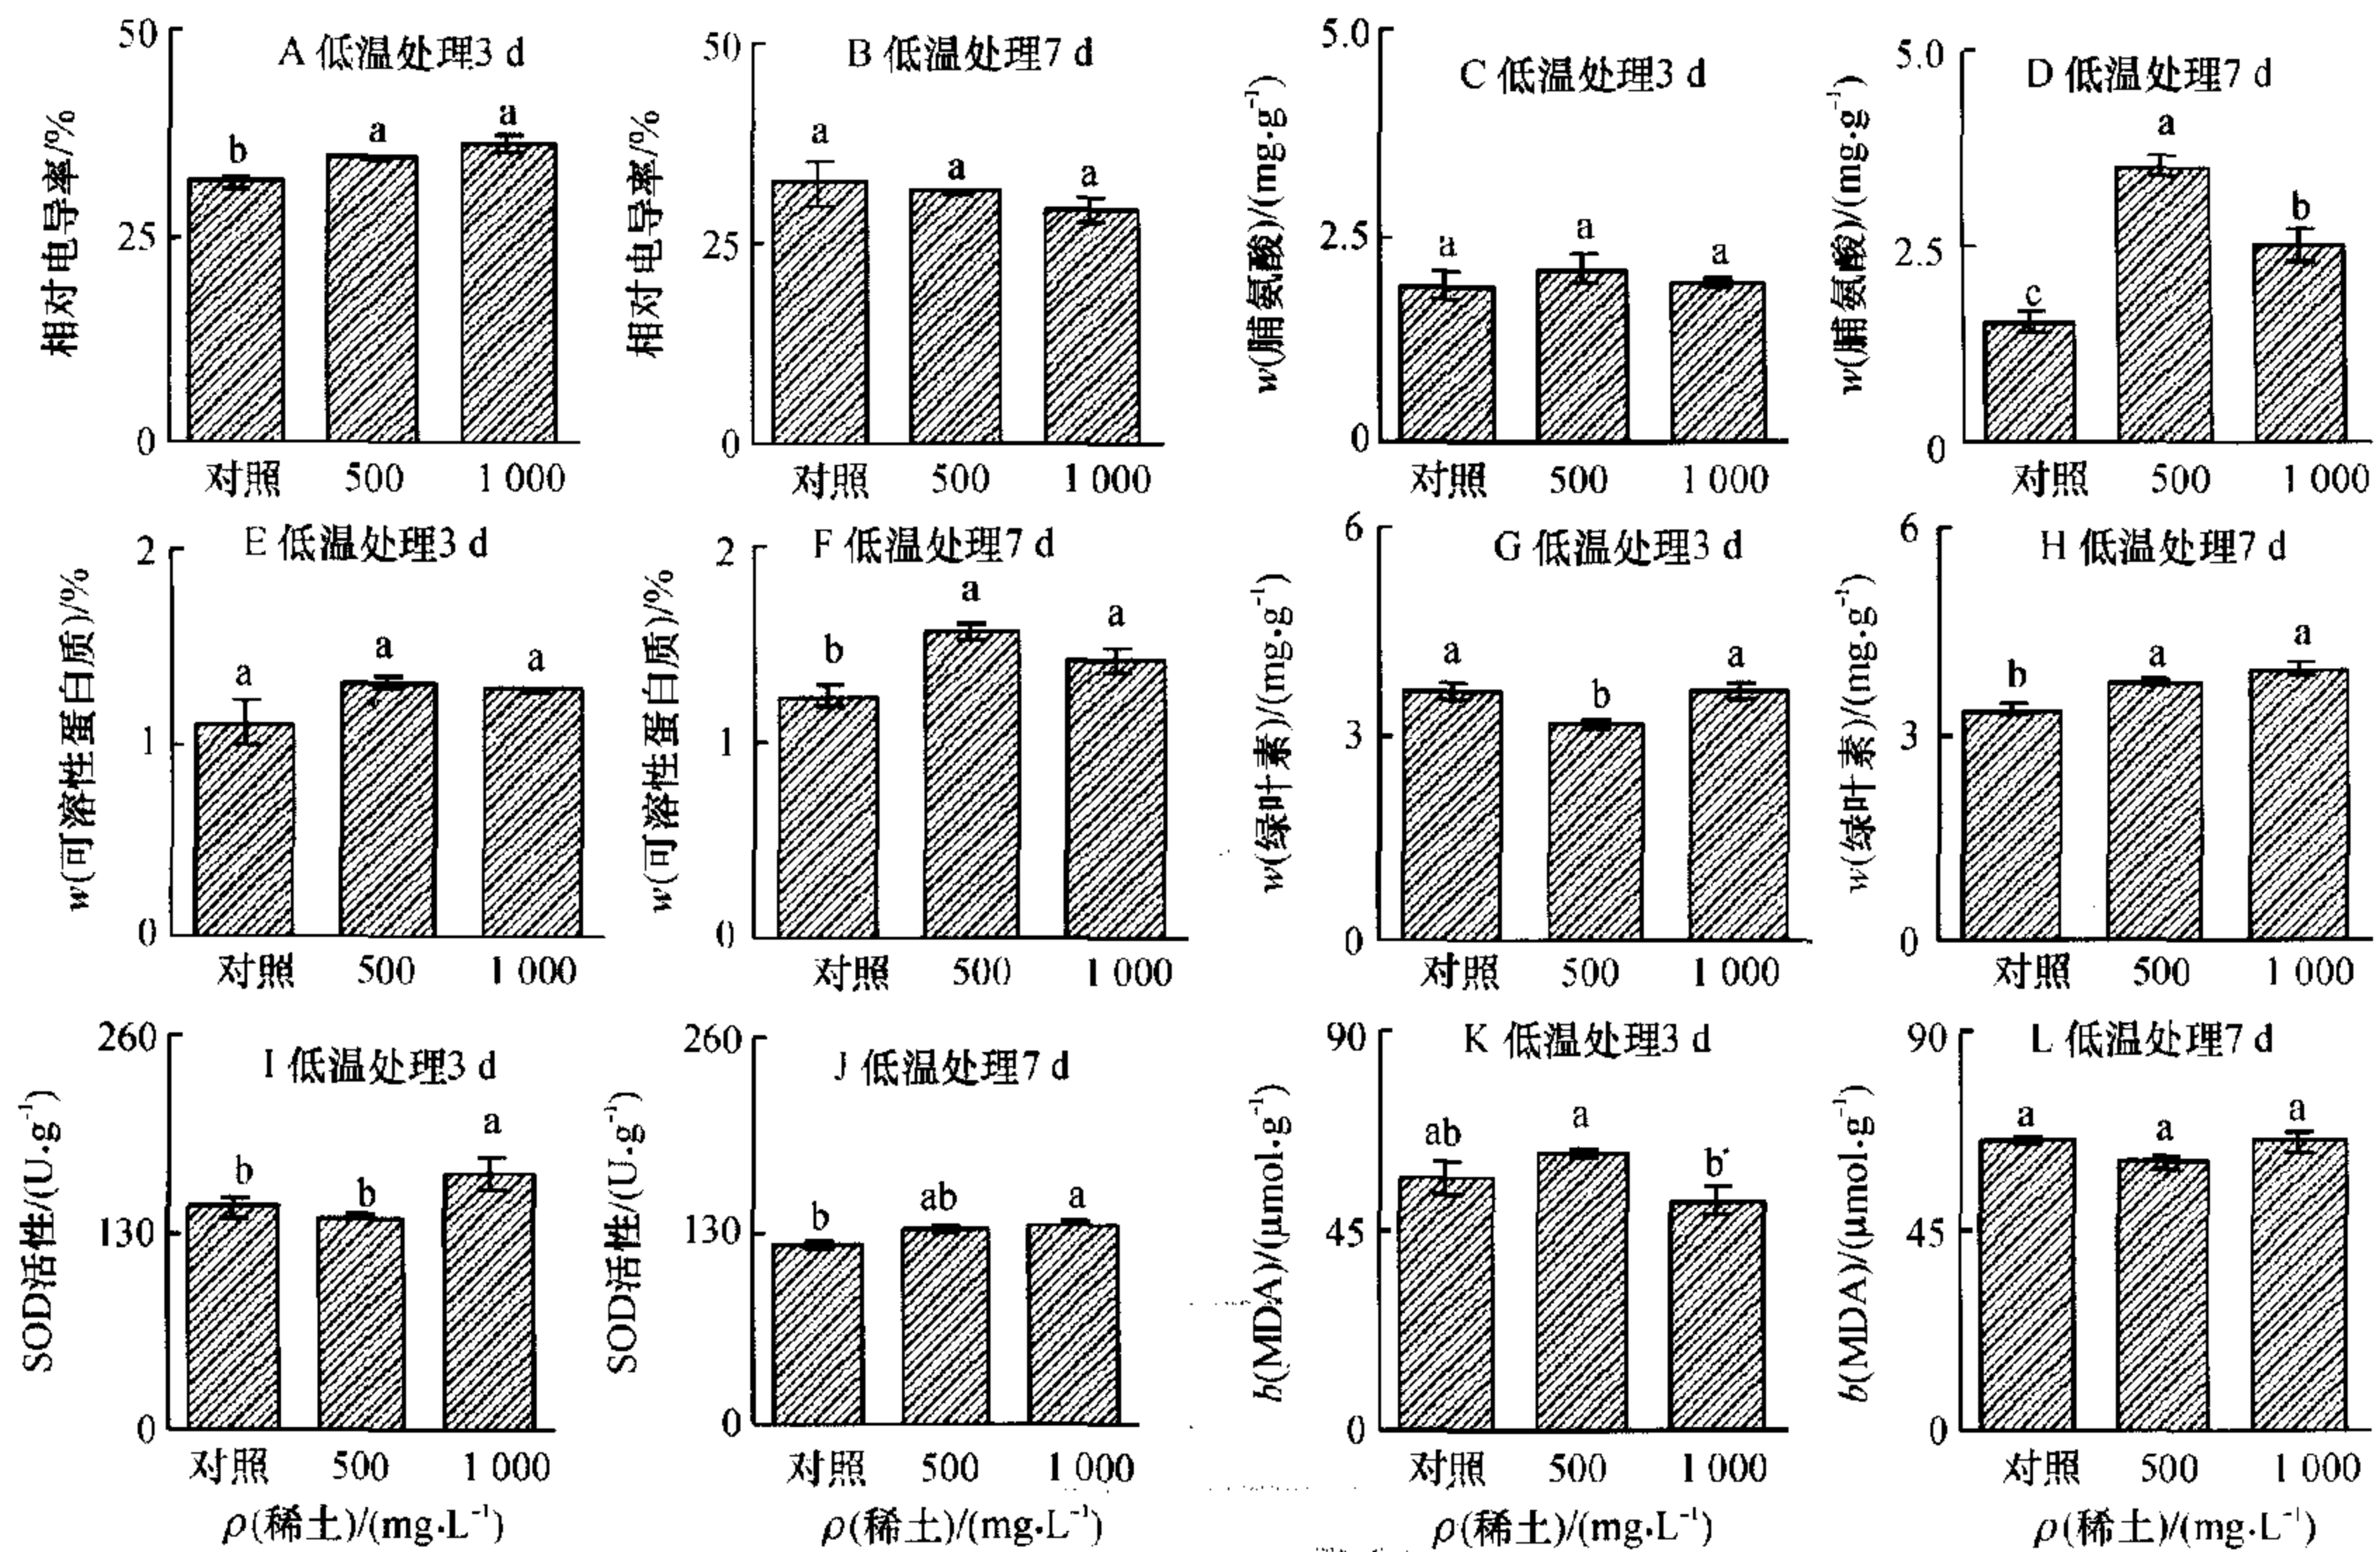 A 低温处理3 d
相对电导率/%
50
25
0
b
a
a
对照 500 1 000
B 低温处理7 d
相对电导率/%
50
25
0
a
a
a
对照 500 1 000
C 低温处理3 d
w(脯氨酸)/(mg·g⁻¹)
5.0
2.5
0
a
a
a
对照 500 1 000
D 低温处理7 d
w(脯氨酸)/(mg·g⁻¹)
5.0
2.5
0
c
a
b
对照 500 1 000
E 低温处理3 d
w(可溶性蛋白质)/%
2
1
0
a
a
a
对照 500 1 000
F 低温处理7 d
w(可溶性蛋白质)/%
2
1
0
b
a
a
对照 500 1 000
G 低温处理3 d
w(绿叶素)/(mg·g⁻¹)
6
3
0
a
b
a
对照 500 1 000
H 低温处理7 d
w(绿叶素)/(mg·g⁻¹)
6
3
0
b
a
a
对照 500 1 000
I 低温处理3 d
SOD活性/(U·g⁻¹)
260
130
0
b
b
a
对照 500 1 000
ρ(稀土)/(mg·L⁻¹)
J 低温处理7 d
SOD活性/(U·g⁻¹)
260
130
0
b
ab
a
对照 500 1 000
ρ(稀土)/(mg·L⁻¹)
K 低温处理3 d
b(MDA)/(μmol·g⁻¹)
90
45
0
ab
a
b
对照 500 1 000
ρ(稀土)/(mg·L⁻¹)
L 低温处理7 d
b(MDA)/(μmol·g⁻¹)
90
45
0
a
a
a
对照 500 1 000
ρ(稀土)/(mg·L⁻¹)